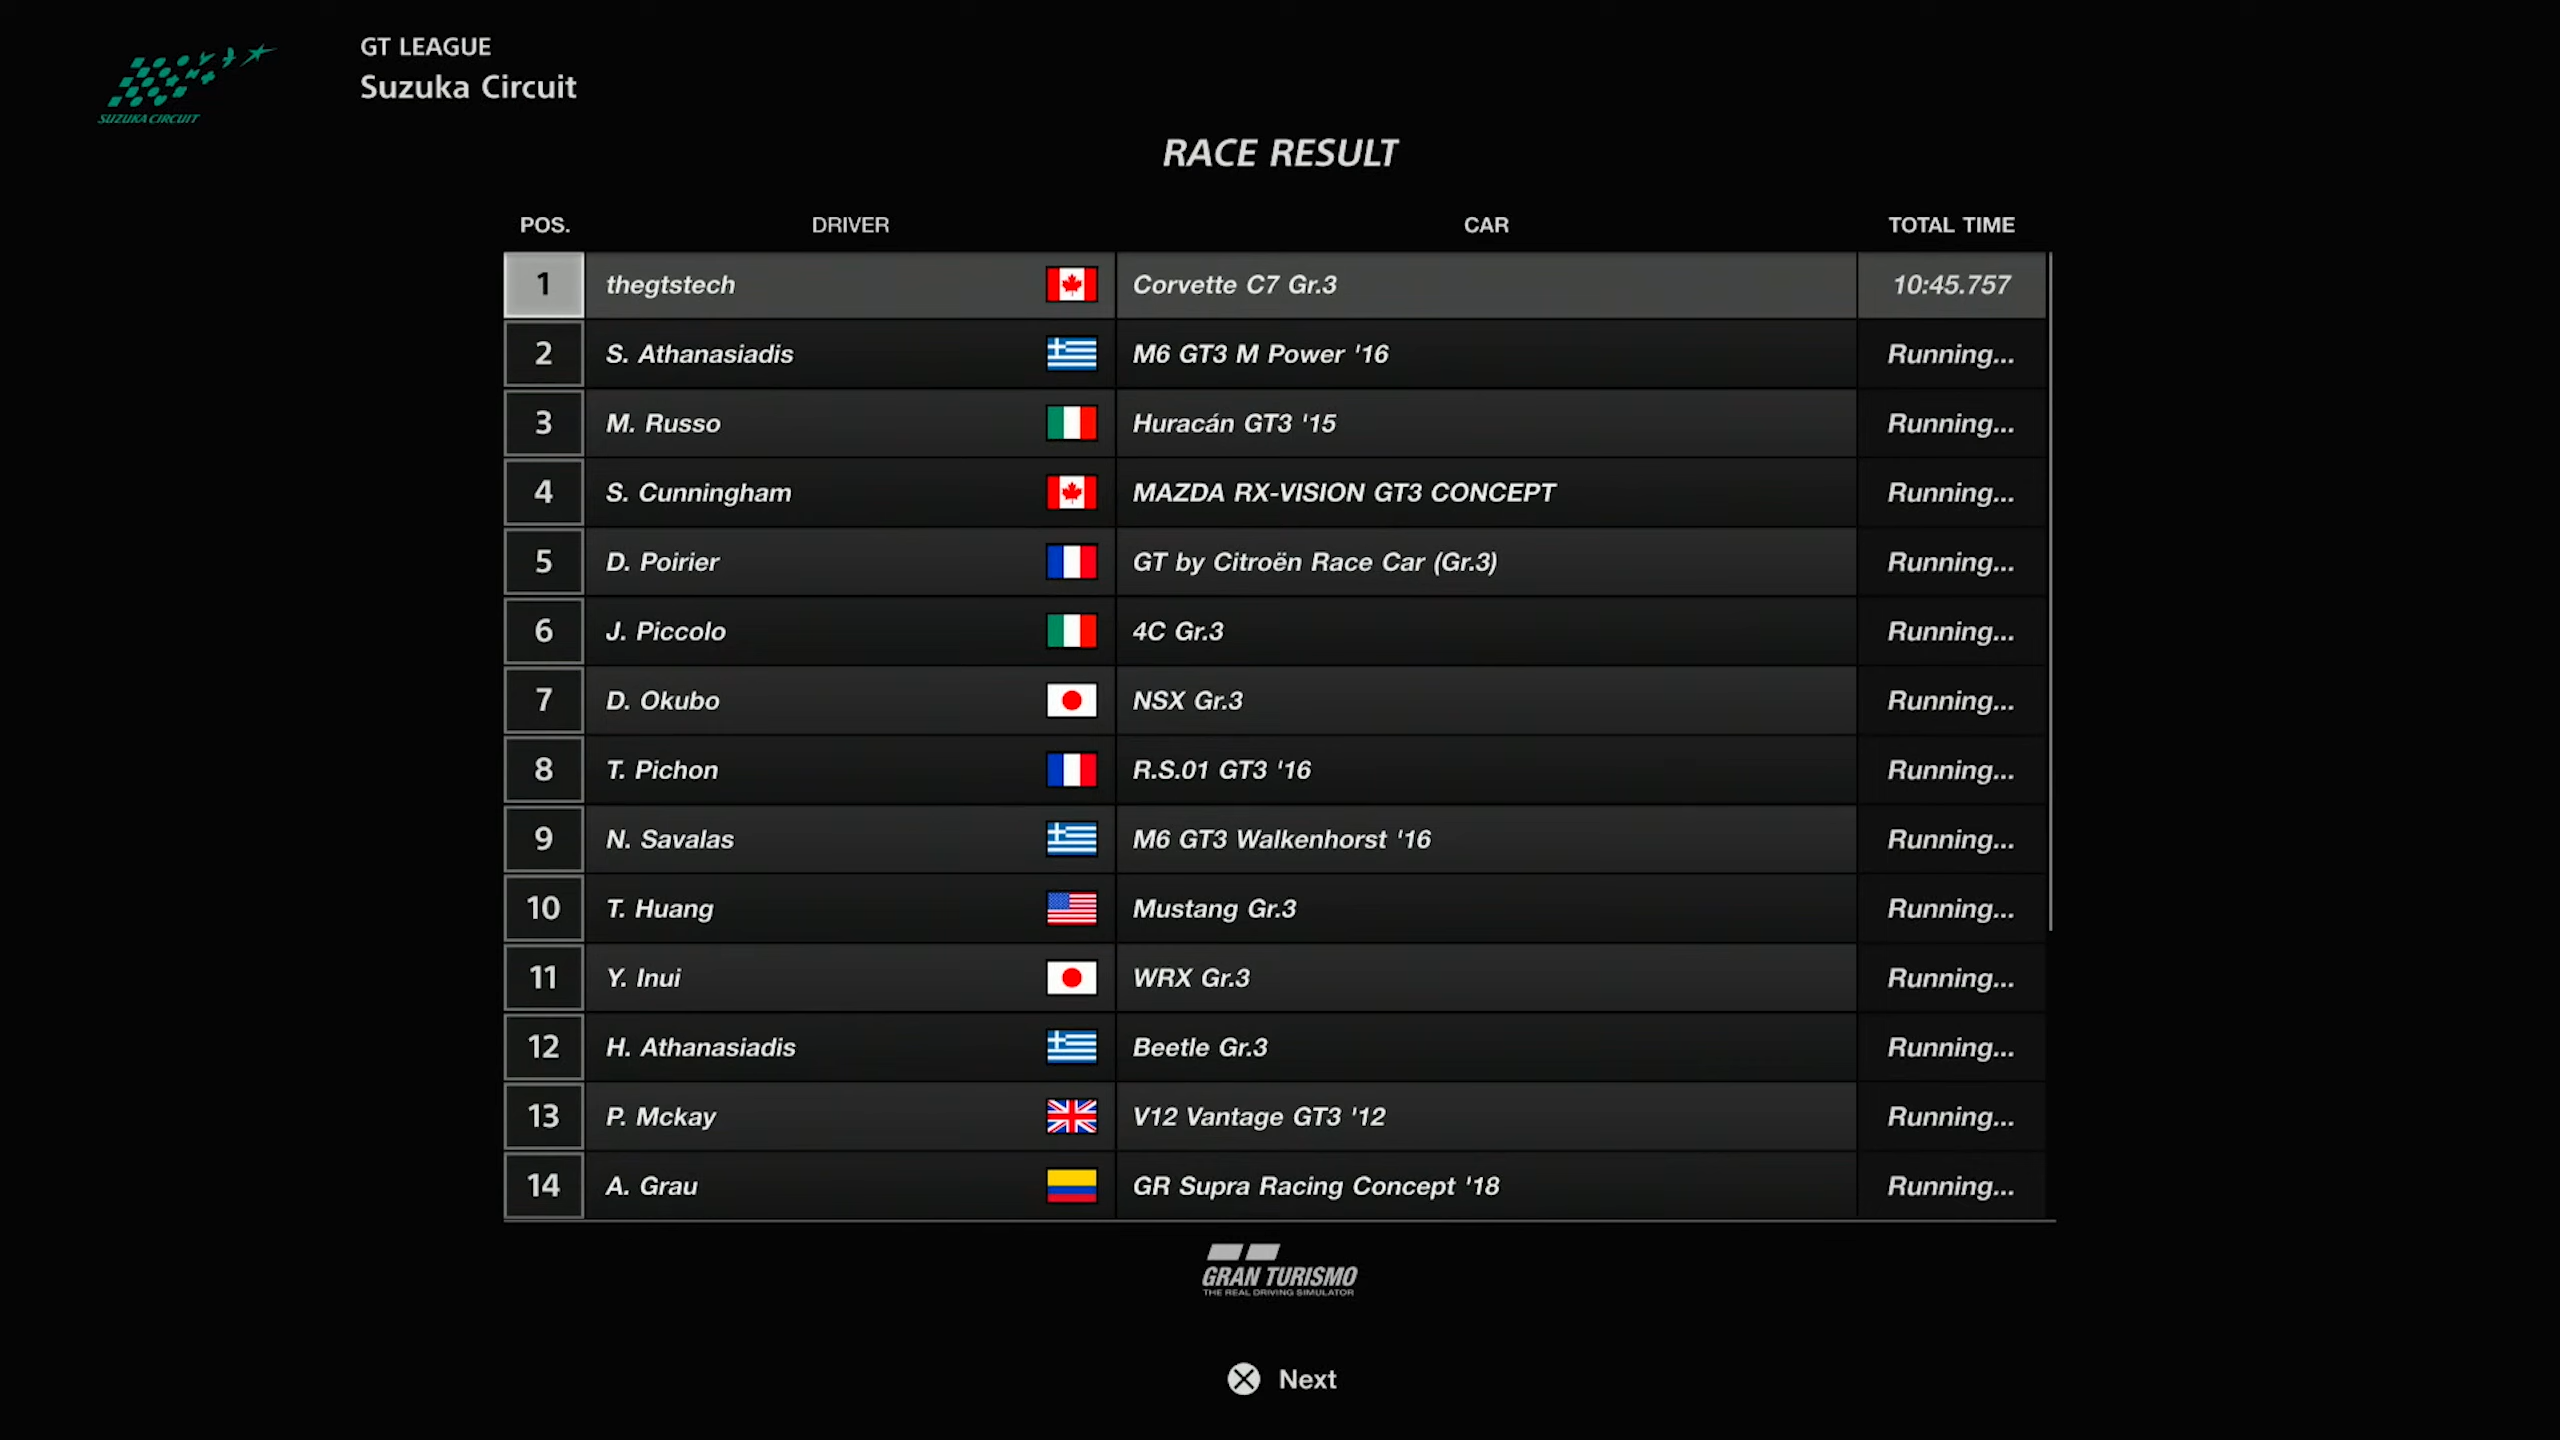 GT LEAGUE
Suzuka Circuit
SUZUKA CIRCUIT
RACE RESULT
POS. DRIVER CAR TOTAL TIME
1 thegtstech Corvette C7 Gr.3 10:45.757
2 S. Athanasiadis M6 GT3 M Power '16 Running...
3 M. Russo Huracán GT3 '15 Running...
4 S. Cunningham MAZDA RX-VISION GT3 CONCEPT Running...
5 D. Poirier GT by Citroën Race Car (Gr.3) Running...
6 J. Piccolo 4C Gr.3 Running...
7 D. Okubo NSX Gr.3 Running...
8 T. Pichon R.S.01 GT3 '16 Running...
9 N. Savalas M6 GT3 Walkenhorst '16 Running...
10 T. Huang Mustang Gr.3 Running...
11 Y. Inui WRX Gr.3 Running...
12 H. Athanasiadis Beetle Gr.3 Running...
13 P. Mckay V12 Vantage GT3 '12 Running...
14 A. Grau GR Supra Racing Concept '18 Running...
GRAN TURISMO
THE REAL DRIVING SIMULATOR
Next